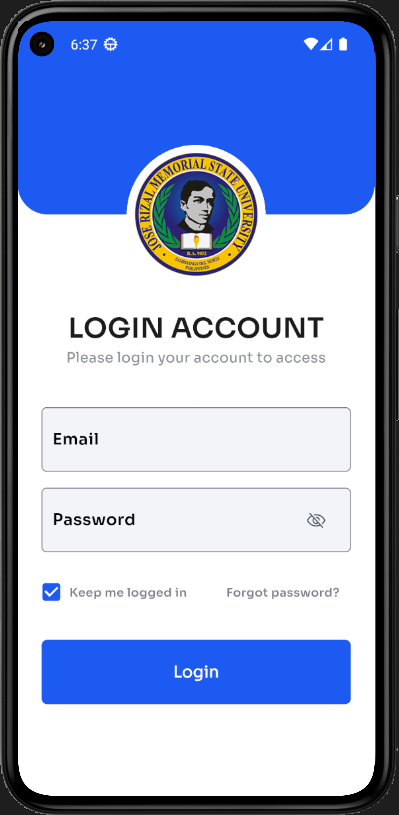 6:37
JOSE RIZAL MEMORIAL STATE UNIVERSITY
R.A. 9852
ZAMBOANGA DEL NORTE
PHILIPPINES
LOGIN ACCOUNT
Please login your account to access
Email
Password
Keep me logged in Forgot password?
Login